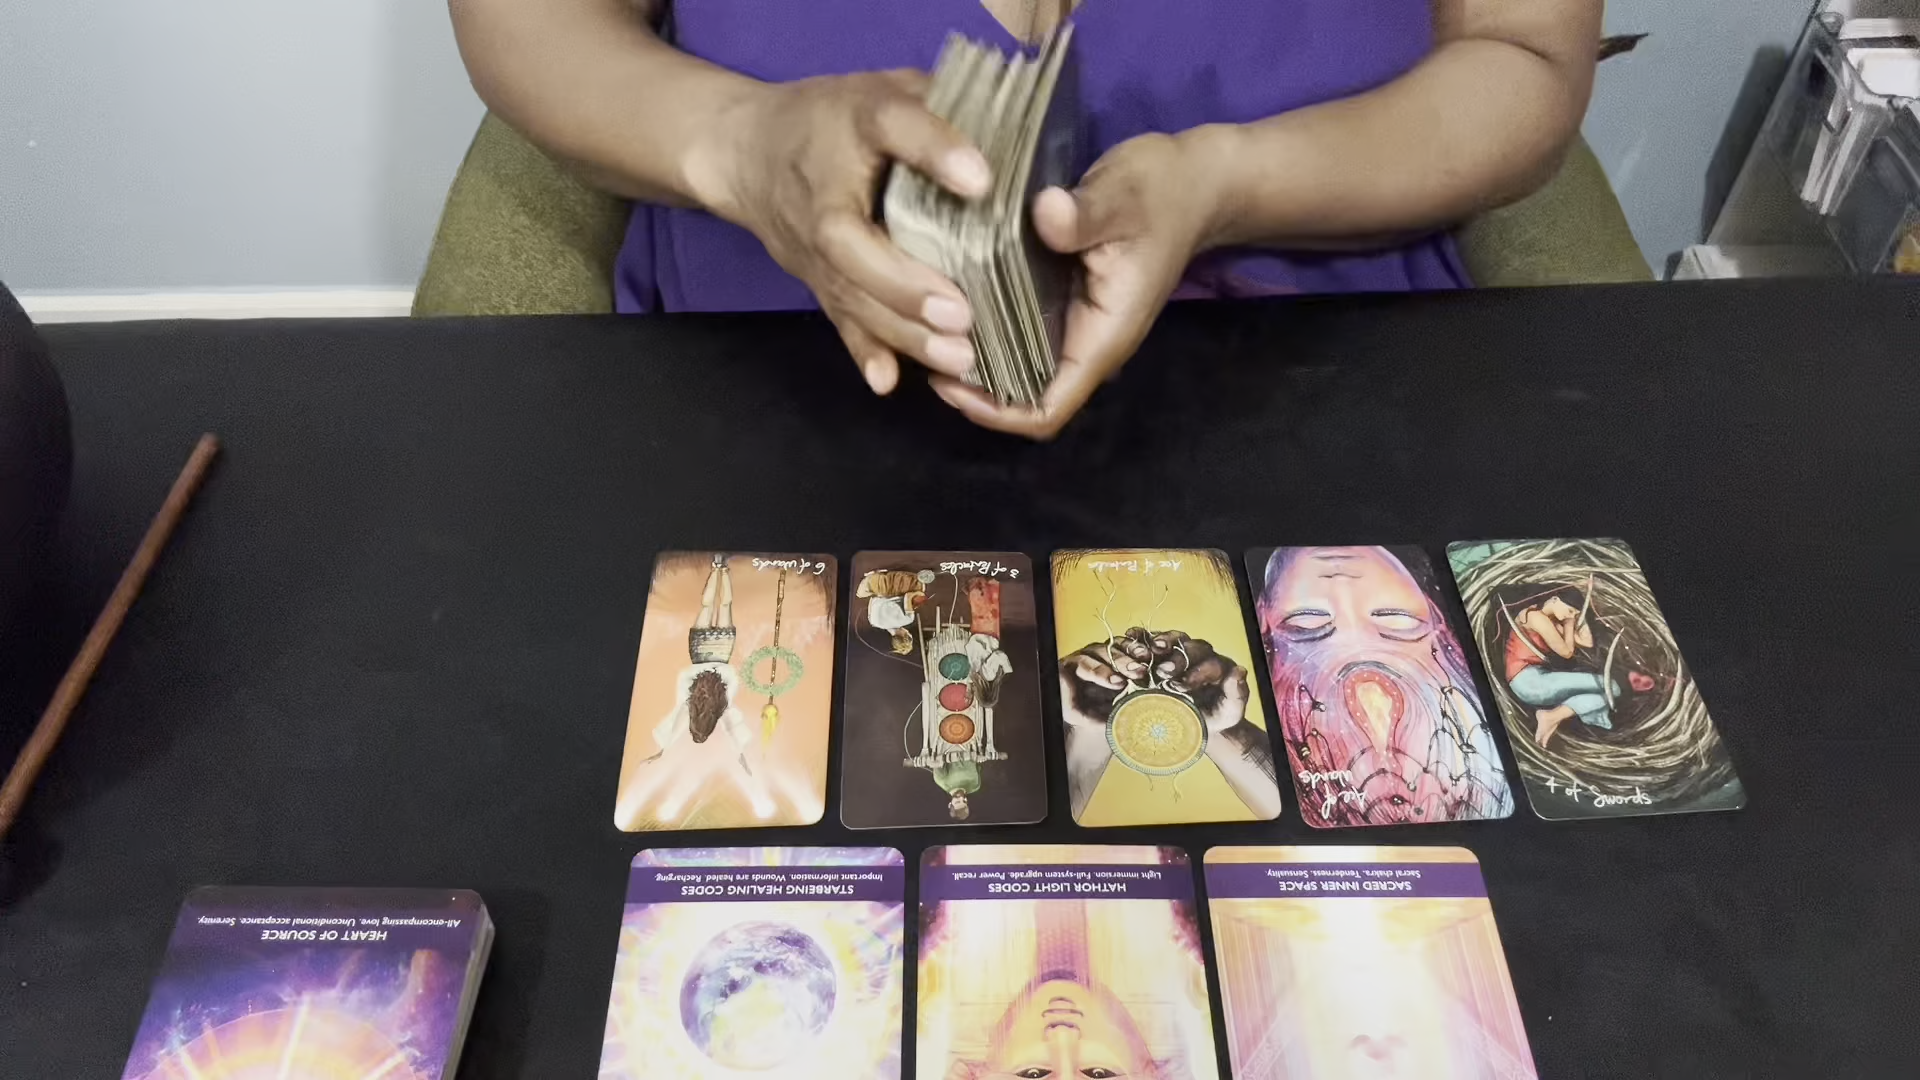 6 of Wands
3 of Pentacles
Ace of Pentacles
Ace of
Wands
4 of Swords
HEART OF SOURCE
All-encompassing love. Unconditional acceptance. Serenity.
STARBEING HEALING CODES
Important information. Wounds are healed. Recharging.
HATHOR LIGHT CODES
Light immersion. Full-system upgrade. Power recall.
SACRED INNER SPACE
Sacral chakra. Tenderness. Sensuality.